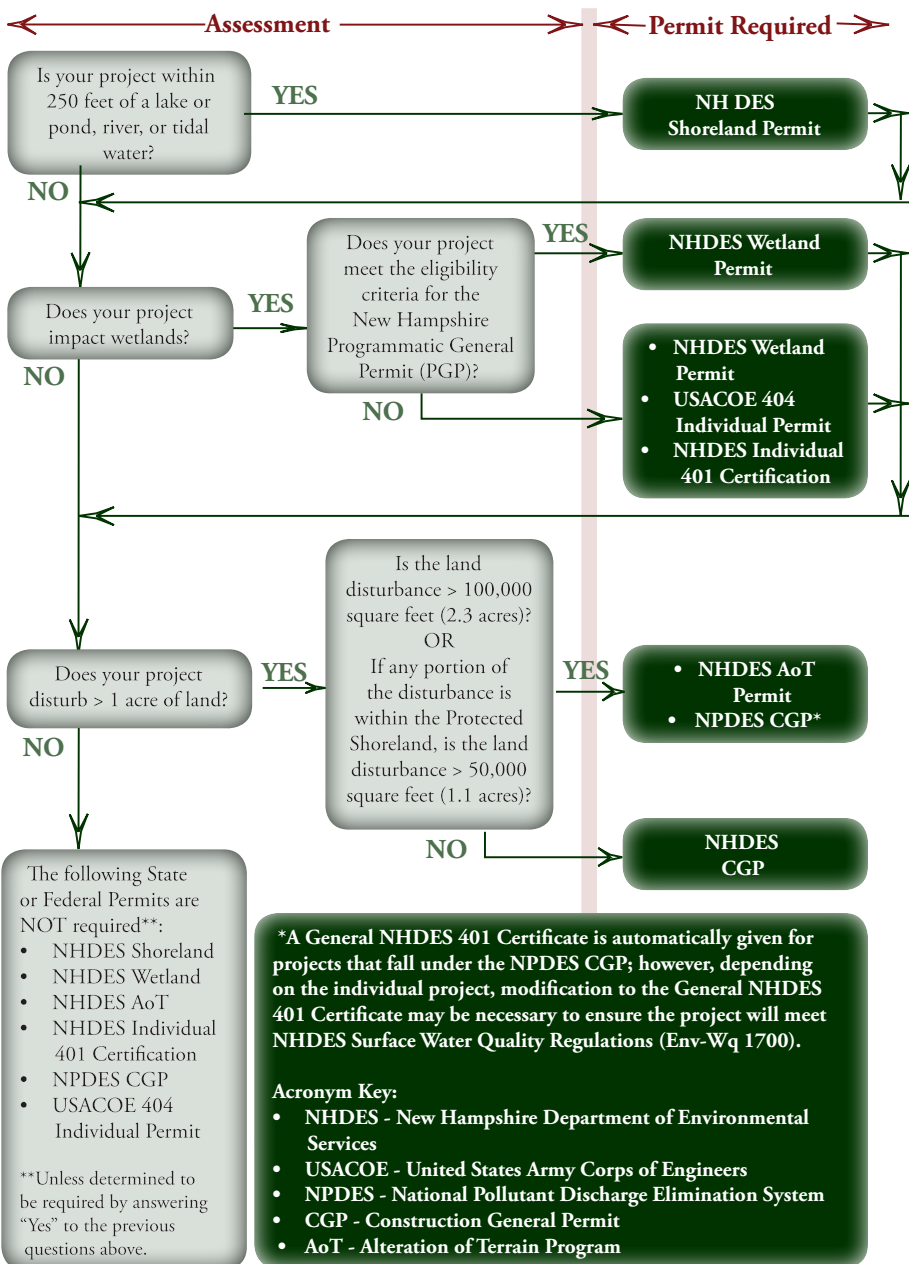 Assessment
Permit Required
Is your project within
250 feet of a lake or
pond, river, or tidal
water?
YES
NH DES
Shoreland Permit
NO
Does your project
impact wetlands?
YES
Does your project
meet the eligibility
criteria for the
New Hampshire
Programmatic General
Permit (PGP)?
YES
NHDES Wetland
Permit
NO
• NHDES Wetland
Permit
• USACOE 404
Individual Permit
• NHDES Individual
401 Certification
NO
Does your project
disturb > 1 acre of land?
YES
Is the land
disturbance > 100,000
square feet (2.3 acres)?
OR
If any portion of
the disturbance is
within the Protected
Shoreland, is the land
disturbance > 50,000
square feet (1.1 acres)?
YES
• NHDES AoT
Permit
• NPDES CGP*
NO
NHDES
CGP
NO
The following State
or Federal Permits are
NOT required**:
• NHDES Shoreland
• NHDES Wetland
• NHDES AoT
• NHDES Individual
401 Certification
• NPDES CGP
• USACOE 404
Individual Permit
**Unless determined to
be required by answering
“Yes” to the previous
questions above.
*A General NHDES 401 Certificate is automatically given for
projects that fall under the NPDES CGP; however, depending
on the individual project, modification to the General NHDES
401 Certificate may be necessary to ensure the project will meet
NHDES Surface Water Quality Regulations (Env-Wq 1700).
Acronym Key:
• NHDES - New Hampshire Department of Environmental
Services
• USACOE - United States Army Corps of Engineers
• NPDES - National Pollutant Discharge Elimination System
• CGP - Construction General Permit
• AoT - Alteration of Terrain Program